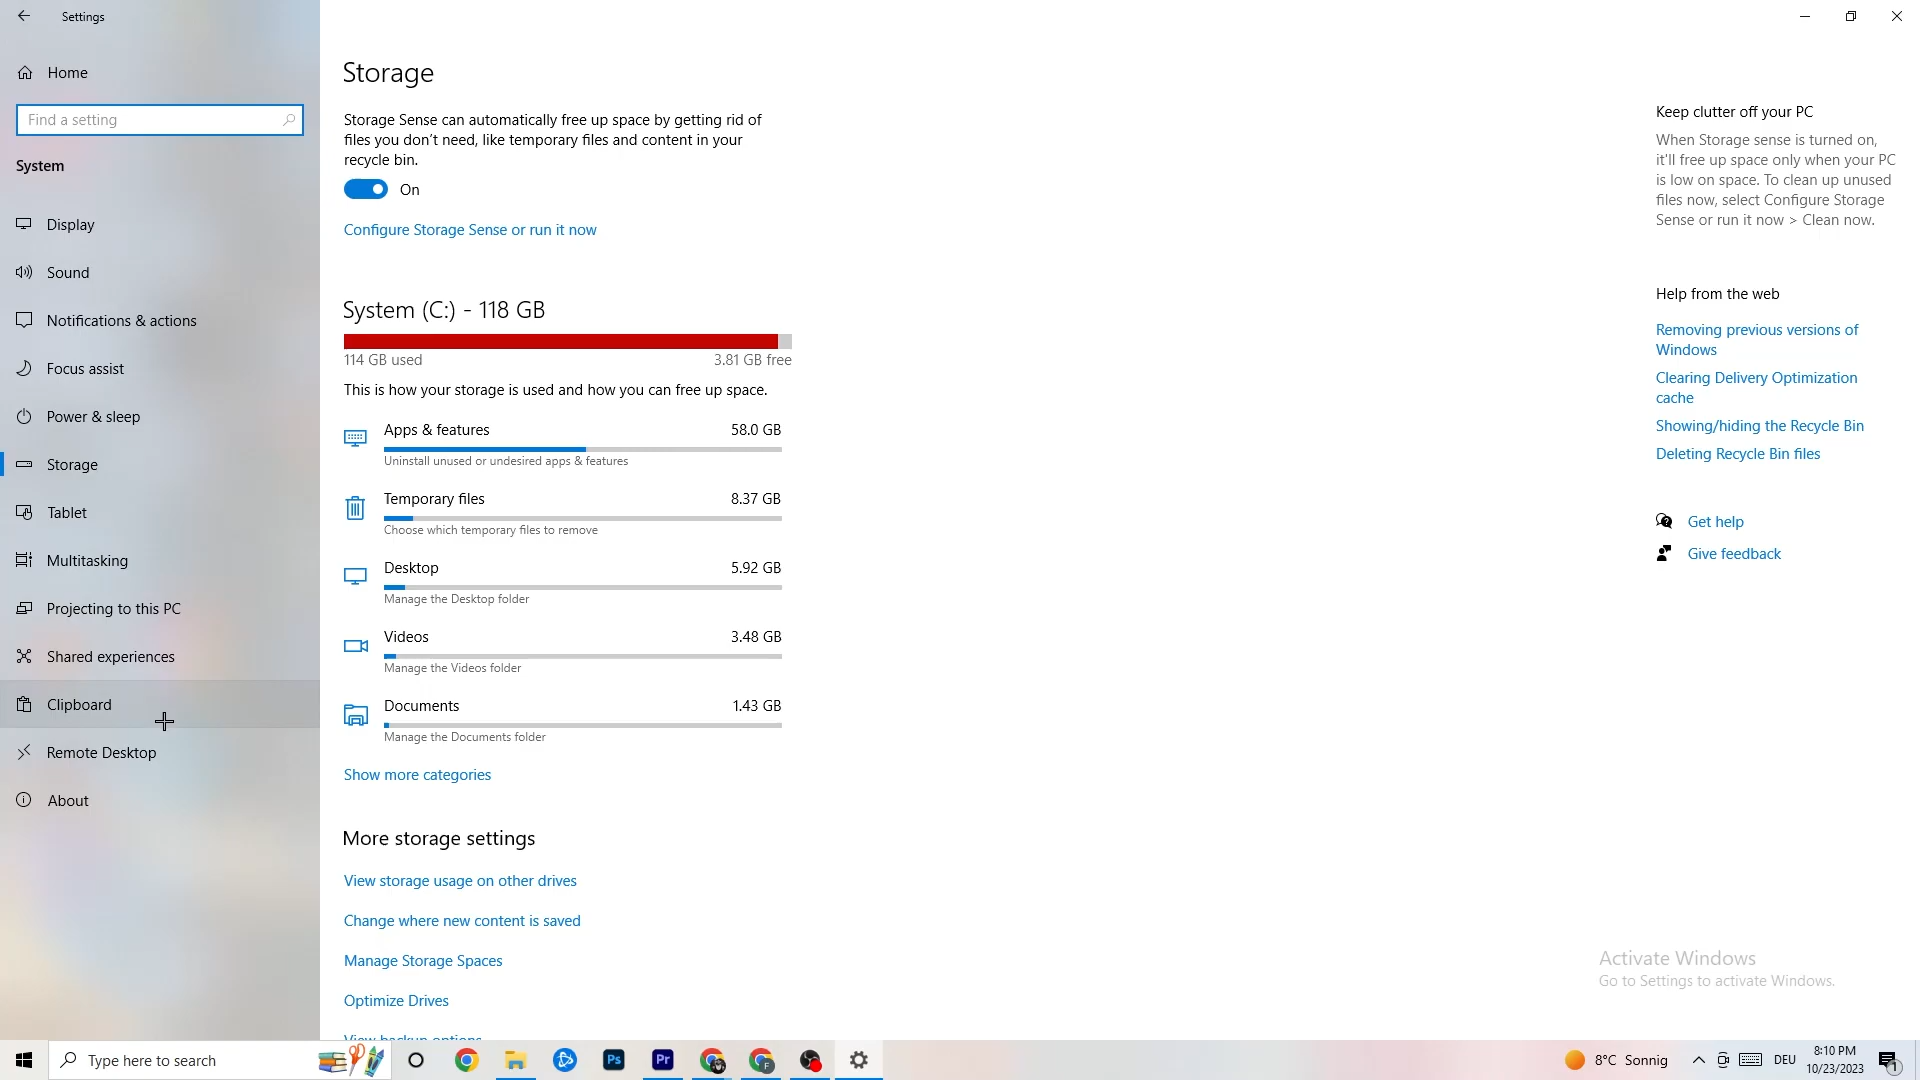 Settings
Home
Find a setting
System
Display
Sound
Notifications & actions
Focus assist
Power & sleep
Storage
Tablet
Multitasking
Projecting to this PC
Shared experiences
Clipboard
Remote Desktop
About
Storage
Storage Sense can automatically free up space by getting rid of
files you don't need, like temporary files and content in your
recycle bin.
On
Configure Storage Sense or run it now
System (C:) - 118 GB
114 GB used
3.81 GB free
This is how your storage is used and how you can free up space.
Apps & features
58.0 GB
Uninstall unused or undesired apps & features
Temporary files
8.37 GB
Choose which temporary files to remove
Desktop
5.92 GB
Manage the Desktop folder
Videos
3.48 GB
Manage the Videos folder
Documents
1.43 GB
Manage the Documents folder
Show more categories
More storage settings
View storage usage on other drives
Change where new content is saved
Manage Storage Spaces
Optimize Drives
View backup options
Keep clutter off your PC
When Storage sense is turned on,
it'll free up space only when your PC
is low on space. To clean up unused
files now, select Configure Storage
Sense or run it now > Clean now.
Help from the web
Removing previous versions of
Windows
Clearing Delivery Optimization
cache
Showing/hiding the Recycle Bin
Deleting Recycle Bin files
Get help
Give feedback
Activate Windows
Go to Settings to activate Windows.
Type here to search
Ps
Pr
F
8°C Sonnig
DEU
8:10 PM
10/23/2023
1